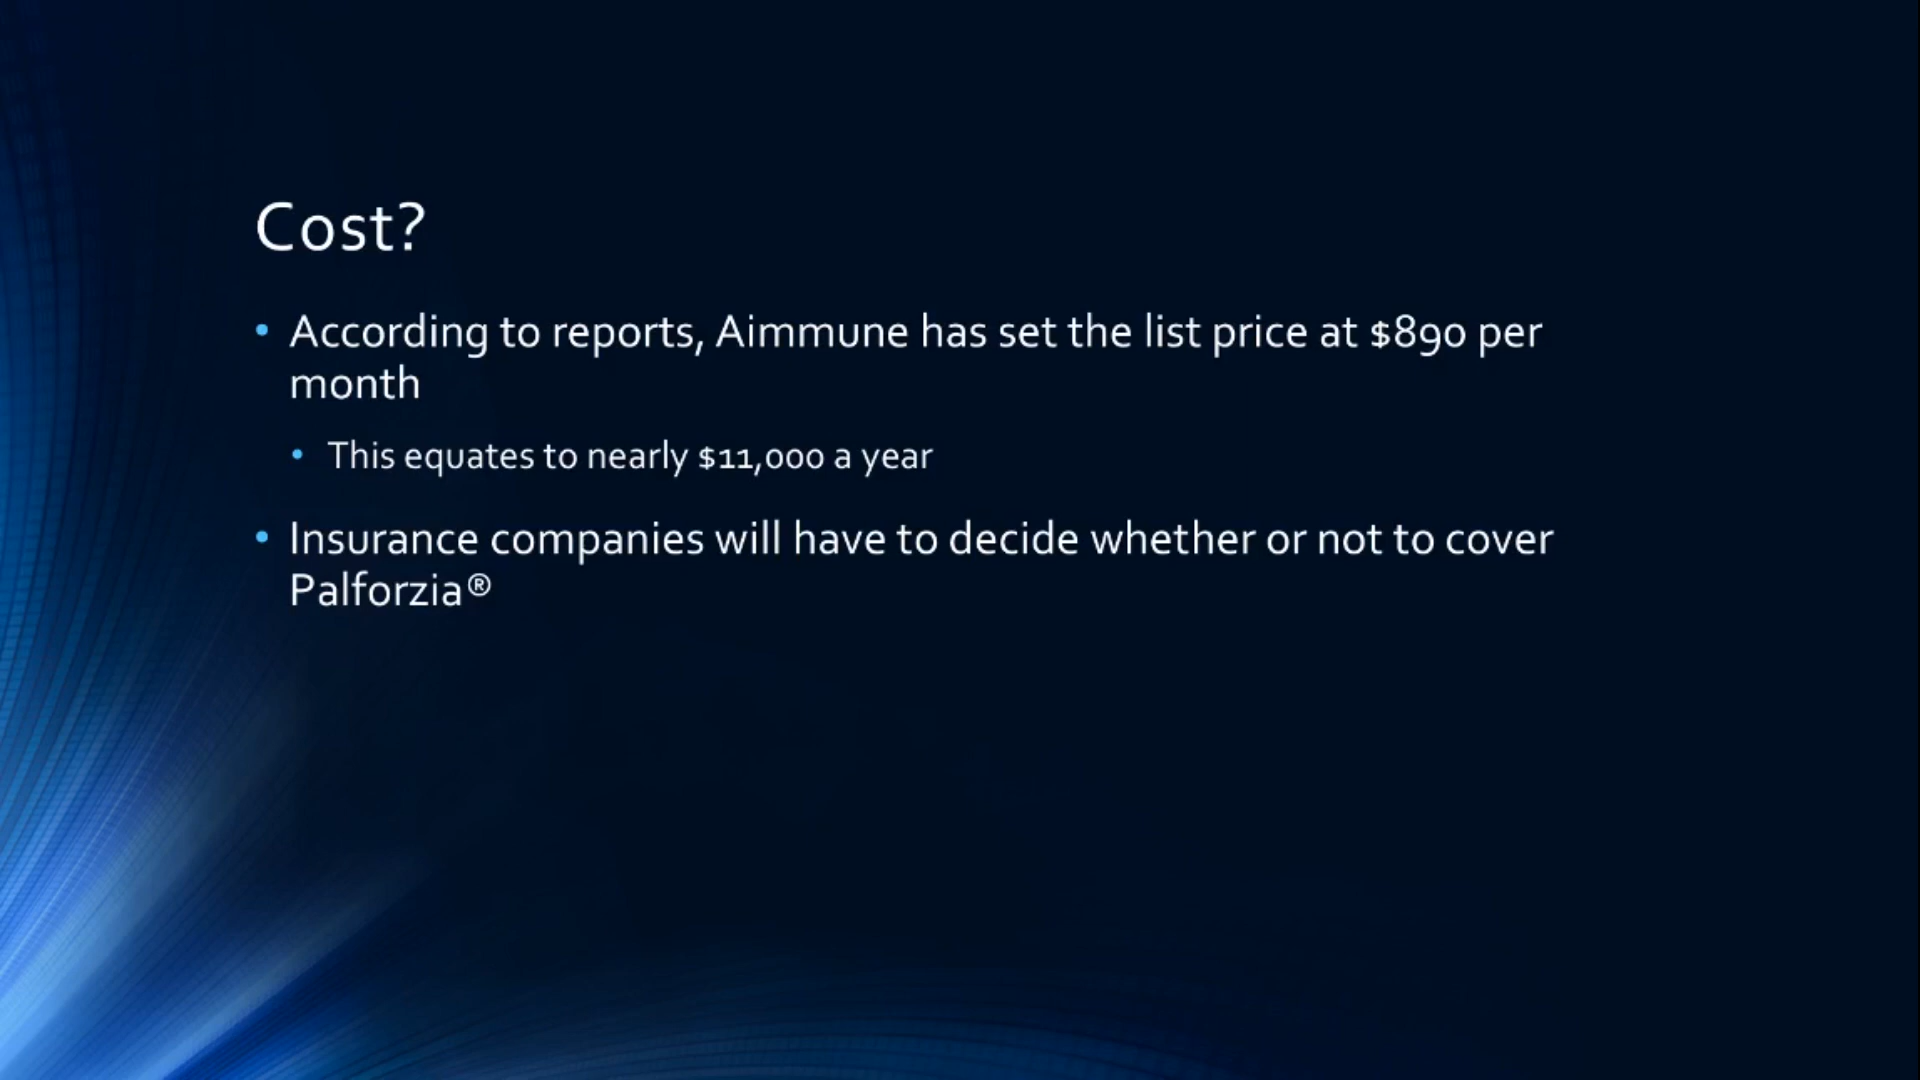 Cost?
• According to reports, Aimmune has set the list price at $890 per
month
• This equates to nearly $11,000 a year
• Insurance companies will have to decide whether or not to cover
Palforzia®